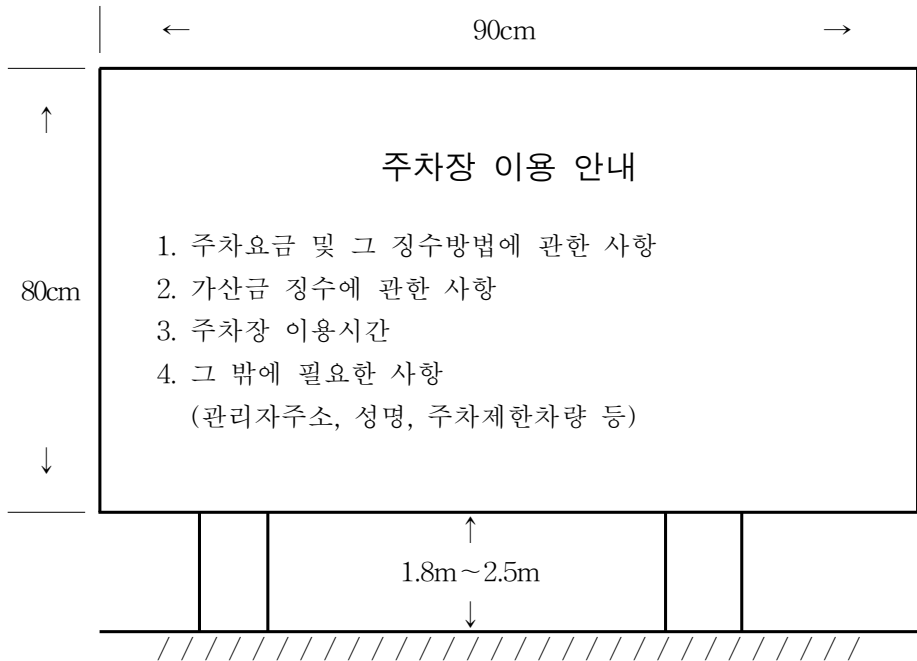 90cm
주차장 이용 안내
1. 주차요금 및 그 징수방법에 관한 사항
2. 가산금 징수에 관한 사항
80cm
3. 주차장 이용시간
4. 그 밖에 필요한 사항
(관리자주소, 성명, 주차제한차량 등)
1.8m~2.5m